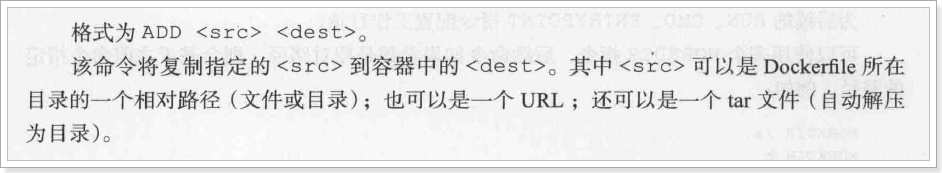 格式为 ADD <src> <dest>。
该命令将复制指定的 <src> 到容器中的 <dest>。其中 <src> 可以是 Dockerfile 所在
目录的一个相对路径（文件或目录）；也可以是一个 URL ；还可以是一个 tar 文件（自动解压
为目录）。